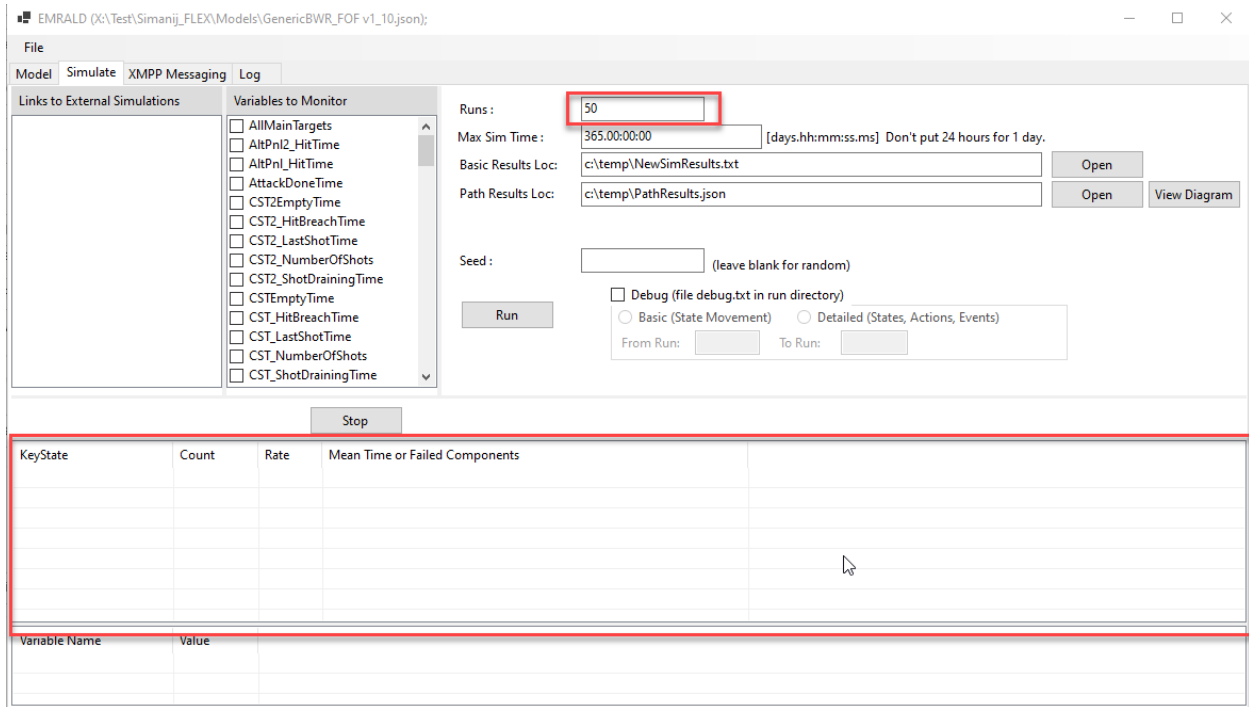 EMRALD (X:\Test\Simanij_FLEX\Models\GenericBWR_FOF v1_10.json);
File
Model Simulate XMPP Messaging Log
Links to External Simulations
Variables to Monitor
AllMainTargets
AltPnl2_HitTime
AltPnl_HitTime
AttackDoneTime
CST2EmptyTime
CST2_HitBreachTime
CST2_LastShotTime
CST2_NumberOfShots
CST2_ShotDrainingTime
CSTEmptyTime
CST_HitBreachTime
CST_LastShotTime
CST_NumberOfShots
CST_ShotDrainingTime
Runs : 50
Max Sim Time : 365.00:00:00 [days.hh:mm:ss.ms] Don't put 24 hours for 1 day.
Basic Results Loc: c:\temp\NewSimResults.txt Open
Path Results Loc: c:\temp\PathResults.json Open View Diagram
Seed : (leave blank for random)
Debug (file debug.txt in run directory)
Run
Basic (State Movement) Detailed (States, Actions, Events)
From Run: To Run:
Stop
KeyState Count Rate Mean Time or Failed Components
Variable Name Value